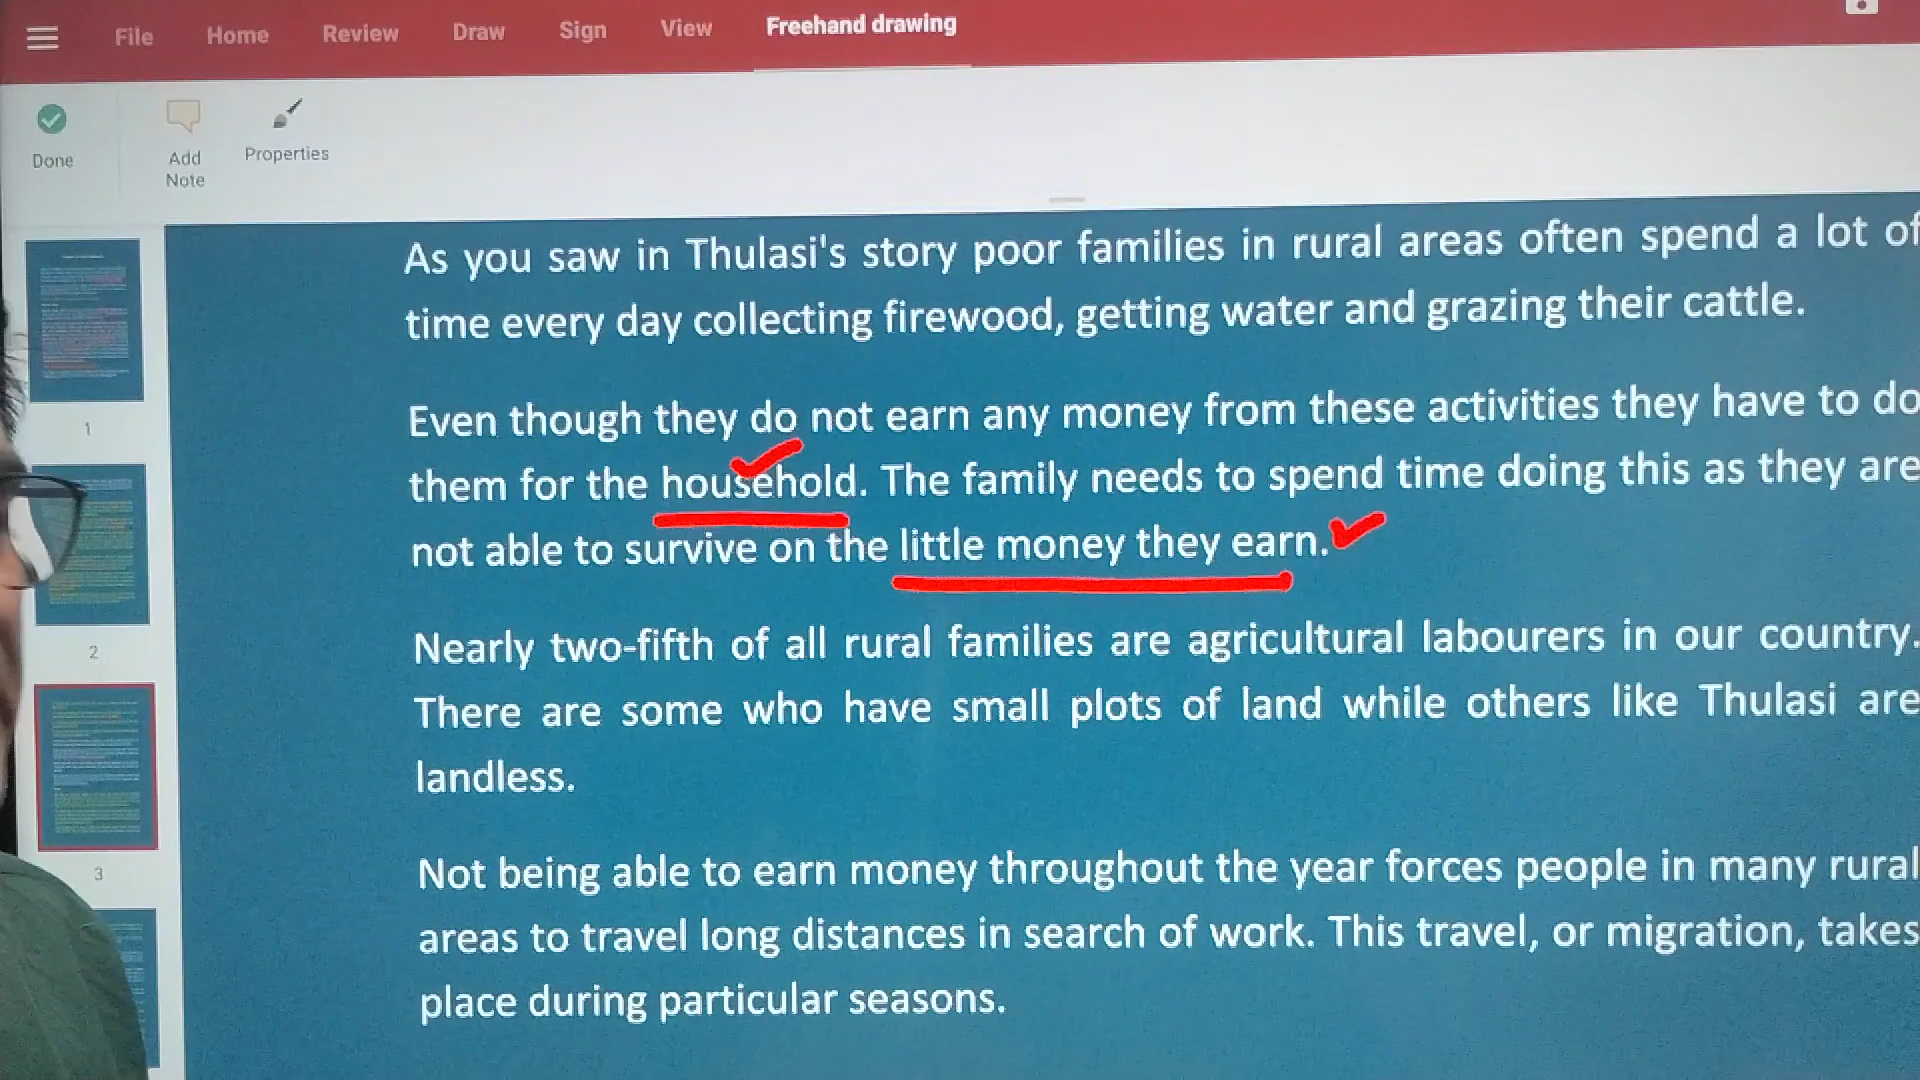 File Home Review Draw Sign View Freehand drawing
Done
Add Note
Properties
As you saw in Thulasi's story poor families in rural areas often spend a lot of
time every day collecting firewood, getting water and grazing their cattle.
Even though they do not earn any money from these activities they have to do
them for the household. The family needs to spend time doing this as they are
not able to survive on the little money they earn.
Nearly two-fifth of all rural families are agricultural labourers in our country.
There are some who have small plots of land while others like Thulasi are
landless.
Not being able to earn money throughout the year forces people in many rural
areas to travel long distances in search of work. This travel, or migration, takes
place during particular seasons.
1
2
3